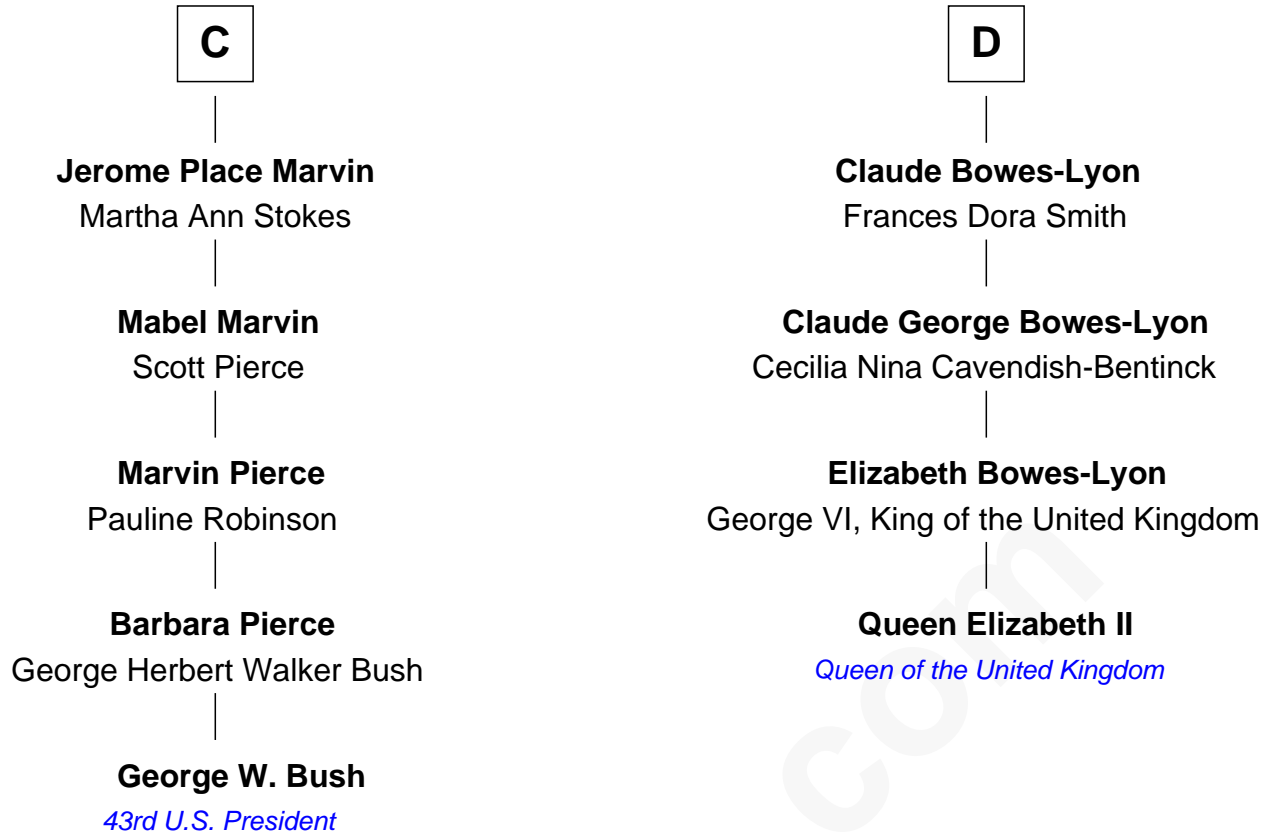 C
Jerome Place Marvin
Martha Ann Stokes
Mabel Marvin
Scott Pierce
Marvin Pierce
Pauline Robinson
Barbara Pierce
George Herbert Walker Bush
George W. Bush
43rd U.S. President
D
Claude Bowes-Lyon
Frances Dora Smith
Claude George Bowes-Lyon
Cecilia Nina Cavendish-Bentinck
Elizabeth Bowes-Lyon
George VI, King of the United Kingdom
Queen Elizabeth II
Queen of the United Kingdom
com